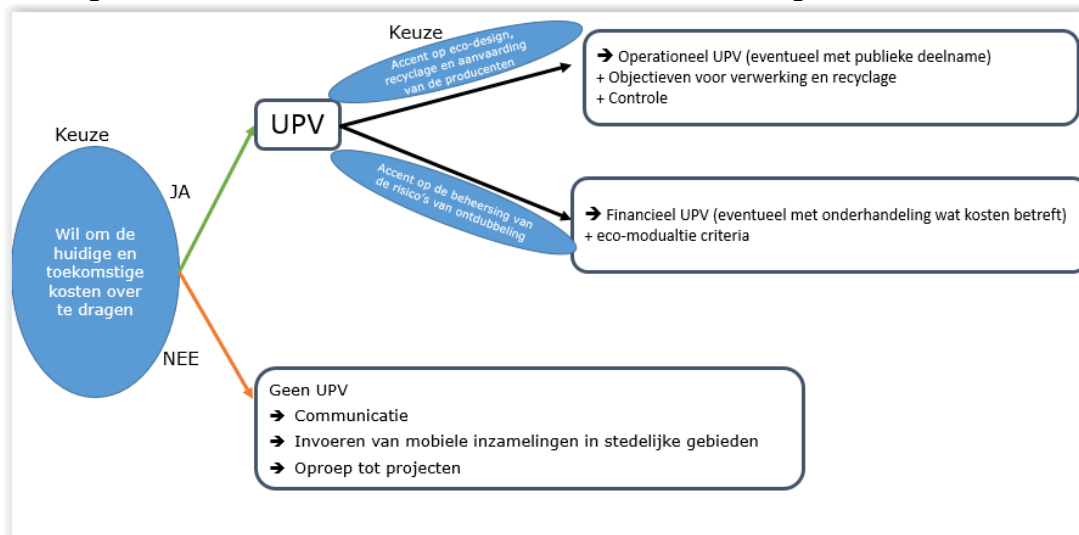 Keuze
Accent op eco-design,
recyclage en aanvaarding
van de producenten
➔ Operationeel UPV (eventueel met publieke deelname)
+ Objectieven voor verwerking en recyclage
+ Controle
UPV
Keuze
JA
Accent op de beheersing van
de risico's van ontdubbeling
➔ Financieel UPV (eventueel met onderhandeling wat kosten betreft)
+ eco-modualtie criteria
Wil om de
huidige en
toekomstige
kosten over
te dragen
NEE
Geen UPV
➔ Communicatie
➔ Invoeren van mobiele inzamelingen in stedelijke gebieden
➔ Oproep tot projecten